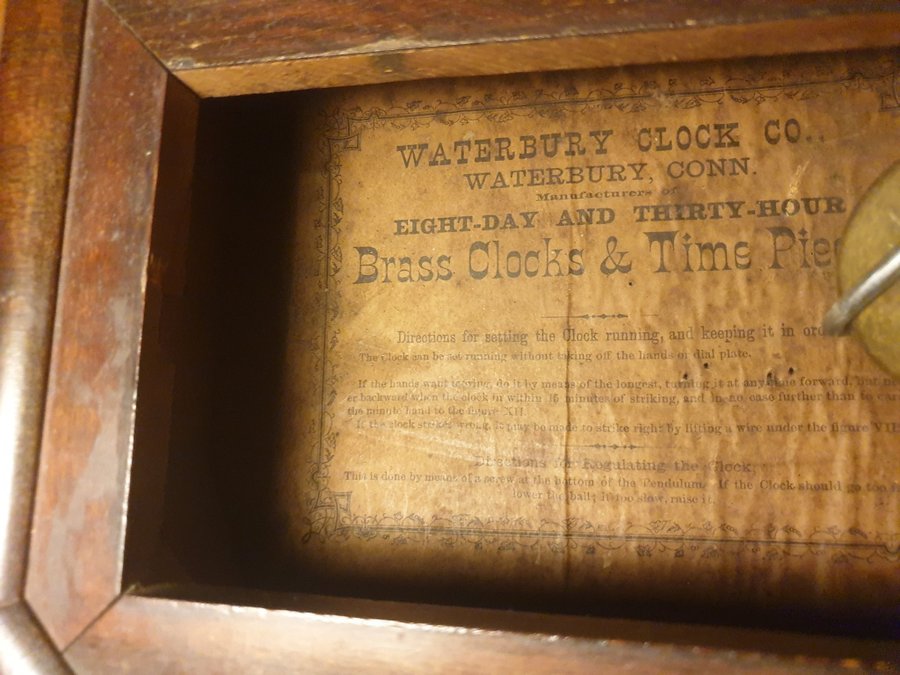 WATERBURY CLOCK CO.,
WATERBURY, CONN.
Manufacturers of
EIGHT-DAY AND THIRTY-HOUR
Brass Clocks & Time Pie
Directions for setting the Clock running, and keeping it in ord
The Clock can be set running without taking off the hands or dial plate.
If the hands want moving, do it by means of the longest, turning it at any time forward, but n
er backward when the clock in within 15 minutes of striking, and in no case further than to car
the minute hand to the figure XII.
If the clock strikes wrong, it may be made to strike right by lifting a wire under the figure VII
Directions for Regulating the Clock.
This is done by means of a screw at the bottom of the Pendulum. If the Clock should go too f
lower the ball; if too slow, raise it.